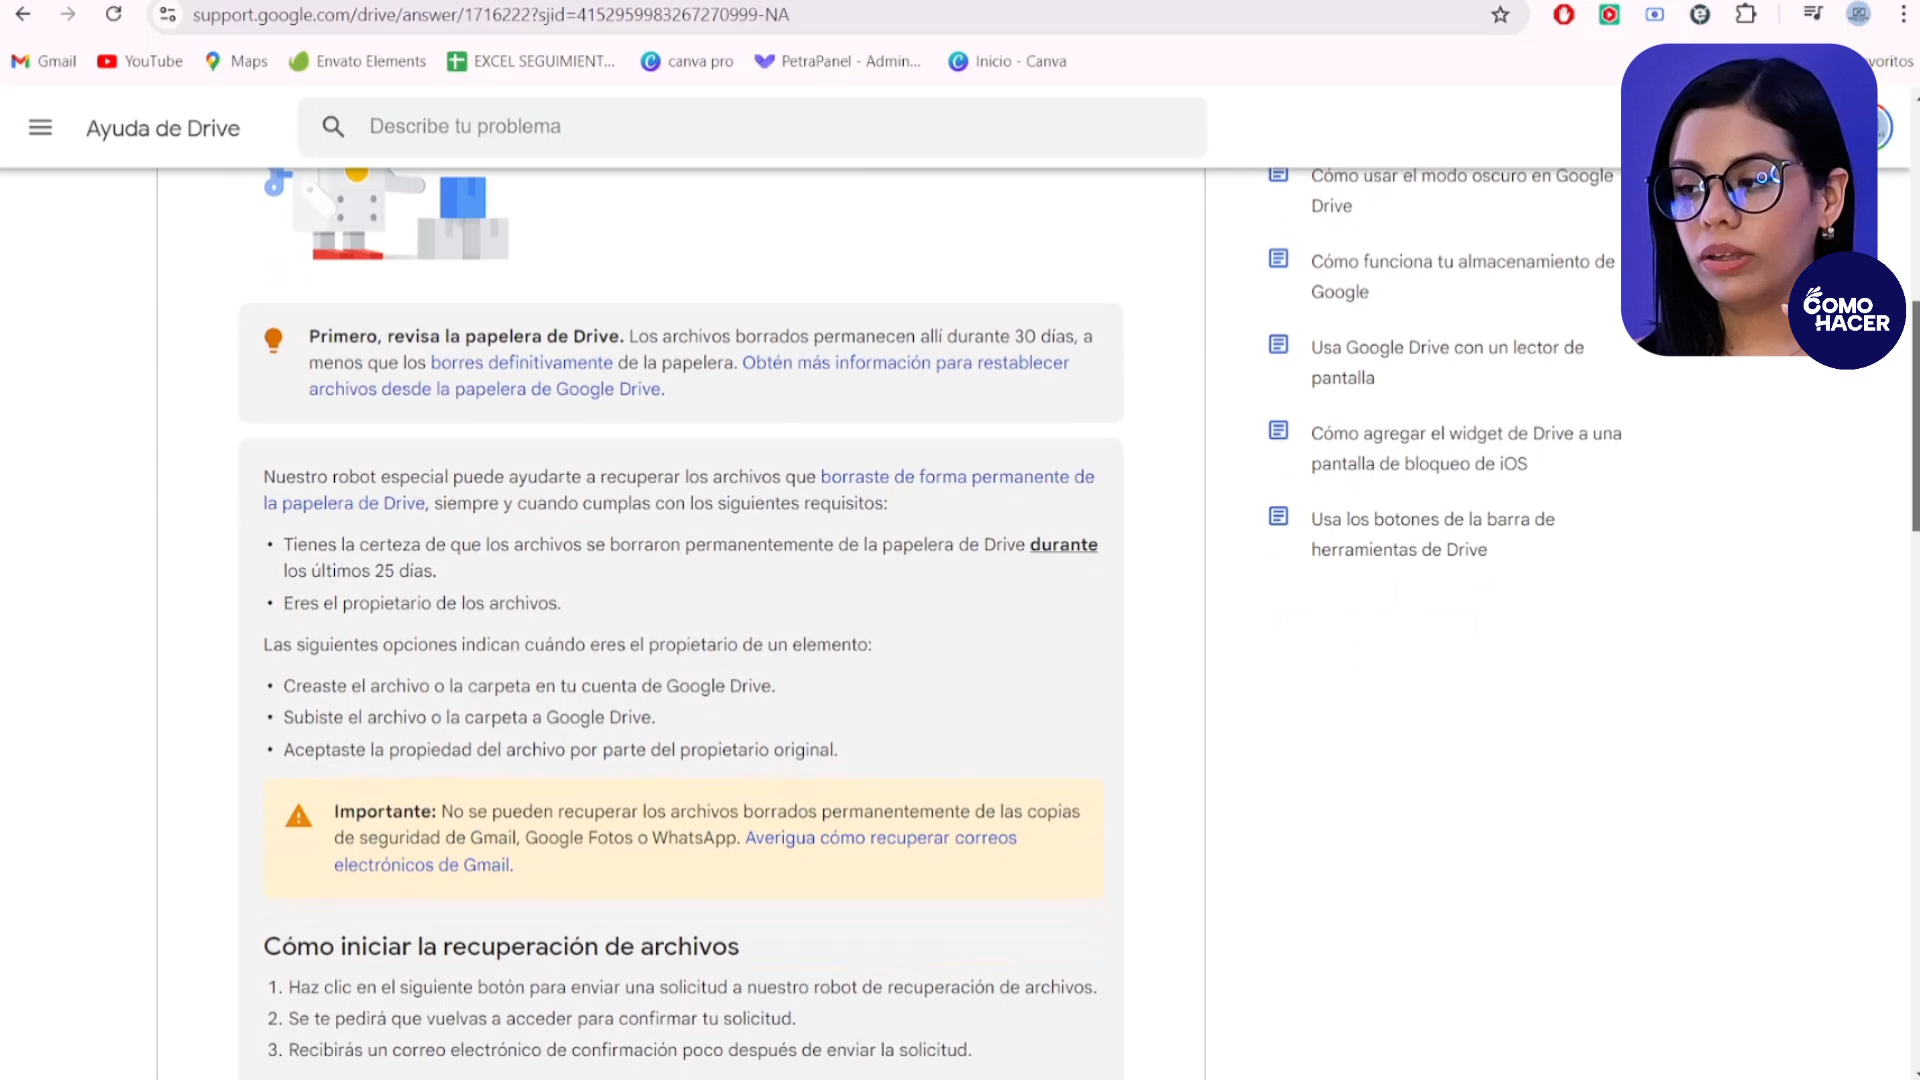 support.google.com/drive/answer/1716222?sjid=4152959983267270999-NA
Gmail
YouTube
Maps
Envato Elements
EXCEL SEGUIMIENT...
canva pro
PetraPanel - Admin...
Inicio - Canva
Ayuda de Drive
Describe tu problema
COMO
HACER
Primero, revisa la papelera de Drive. Los archivos borrados permanecen allí durante 30 días, a
menos que los borres definitivamente de la papelera. Obtén más información para restablecer
archivos desde la papelera de Google Drive.
Nuestro robot especial puede ayudarte a recuperar los archivos que borraste de forma permanente de
la papelera de Drive, siempre y cuando cumplas con los siguientes requisitos:
• Tienes la certeza de que los archivos se borraron permanentemente de la papelera de Drive durante
los últimos 25 días.
• Eres el propietario de los archivos.
Las siguientes opciones indican cuándo eres el propietario de un elemento:
• Creaste el archivo o la carpeta en tu cuenta de Google Drive.
• Subiste el archivo o la carpeta a Google Drive.
• Aceptaste la propiedad del archivo por parte del propietario original.
Importante: No se pueden recuperar los archivos borrados permanentemente de las copias
de seguridad de Gmail, Google Fotos o WhatsApp. Averigua cómo recuperar correos
electrónicos de Gmail.
Cómo iniciar la recuperación de archivos
1. Haz clic en el siguiente botón para enviar una solicitud a nuestro robot de recuperación de archivos.
2. Se te pedirá que vuelvas a acceder para confirmar tu solicitud.
3. Recibirás un correo electrónico de confirmación poco después de enviar la solicitud.
Cómo usar el modo oscuro en Google
Drive
Cómo funciona tu almacenamiento de
Google
Usa Google Drive con un lector de
pantalla
Cómo agregar el widget de Drive a una
pantalla de bloqueo de iOS
Usa los botones de la barra de
herramientas de Drive